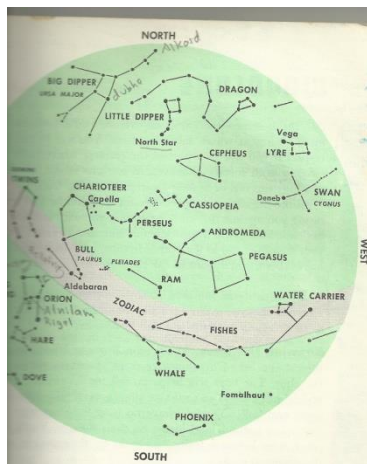 NORTH
Alkaid
BIG DIPPER
URSA MAJOR
dubhe
DRAGON
LITTLE DIPPER
North Star
Vega
LYRE
CEPHEUS
TWINS
CHARIOTEER
Capella
CASSIOPEIA
Deneb
SWAN
CYGNUS
PERSEUS
ANDROMEDA
PEGASUS
WEST
BULL
TAURUS
PLEIADES
Aldebaran
RAM
ZODIAC
WATER CARRIER
ORION
Alnilam
Rigel
FISHES
HARE
WHALE
DOVE
Fomalhaut
PHOENIX
SOUTH